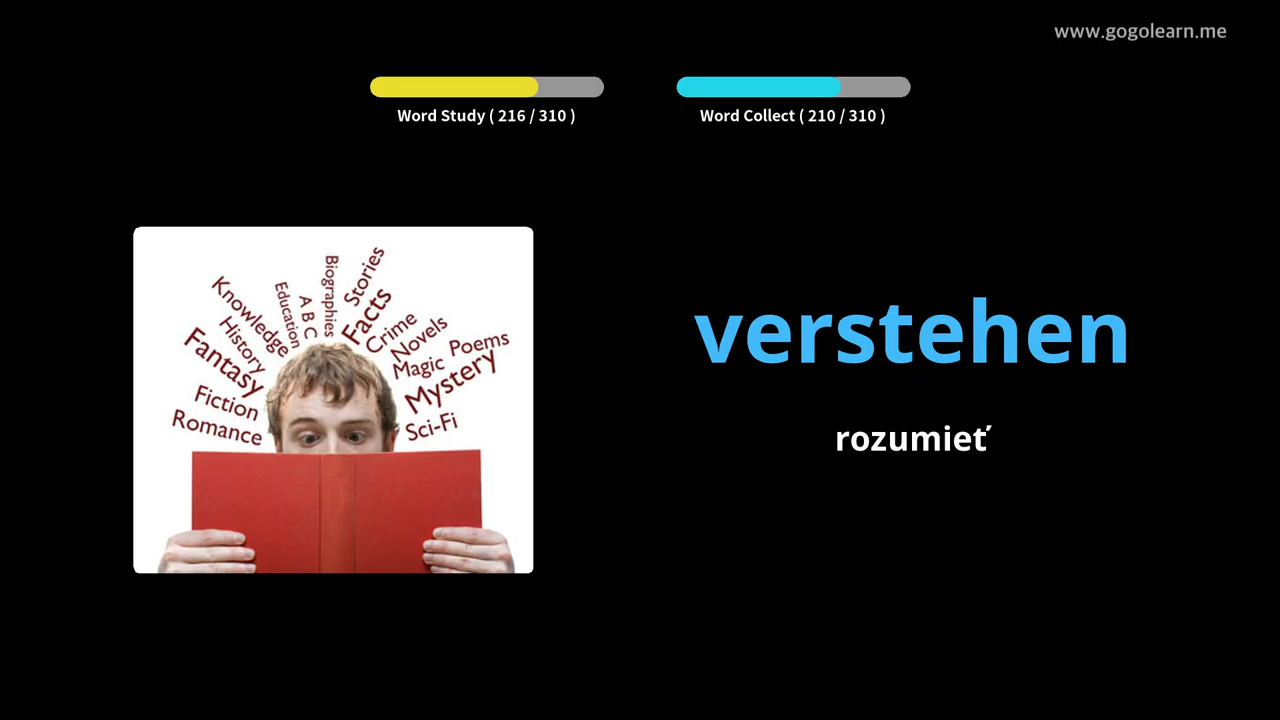 www.gogolearn.me
Word Study ( 216 / 310 )
Word Collect ( 210 / 310 )
Knowledge
Education
A B C
Biographies
Stories
Facts
History
Crime
Novels
Fantasy
Magic
Poems
Mystery
Fiction
Romance
Sci-Fi
verstehen
rozumieť